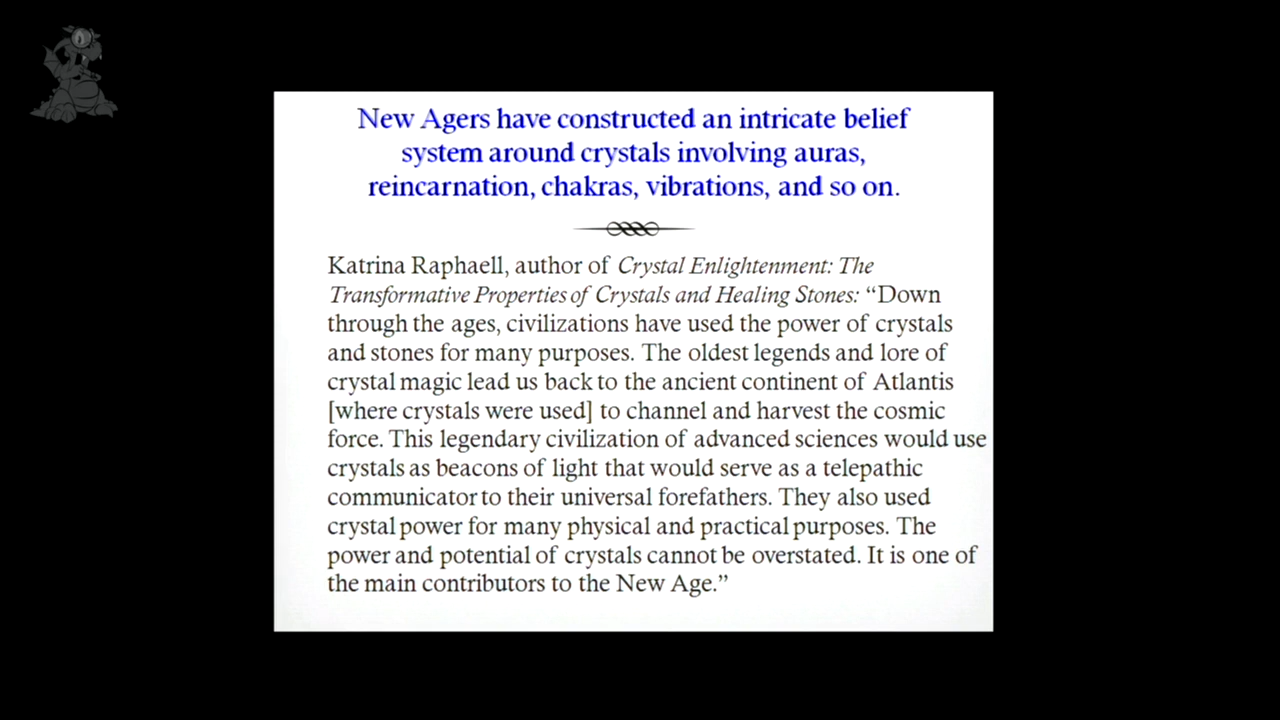 New Agers have constructed an intricate belief
system around crystals involving auras,
reincarnation, chakras, vibrations, and so on.
Katrina Raphaell, author of Crystal Enlightenment: The
Transformative Properties of Crystals and Healing Stones: “Down
through the ages, civilizations have used the power of crystals
and stones for many purposes. The oldest legends and lore of
crystal magic lead us back to the ancient continent of Atlantis
[where crystals were used] to channel and harvest the cosmic
force. This legendary civilization of advanced sciences would use
crystals as beacons of light that would serve as a telepathic
communicator to their universal forefathers. They also used
crystal power for many physical and practical purposes. The
power and potential of crystals cannot be overstated. It is one of
the main contributors to the New Age.”